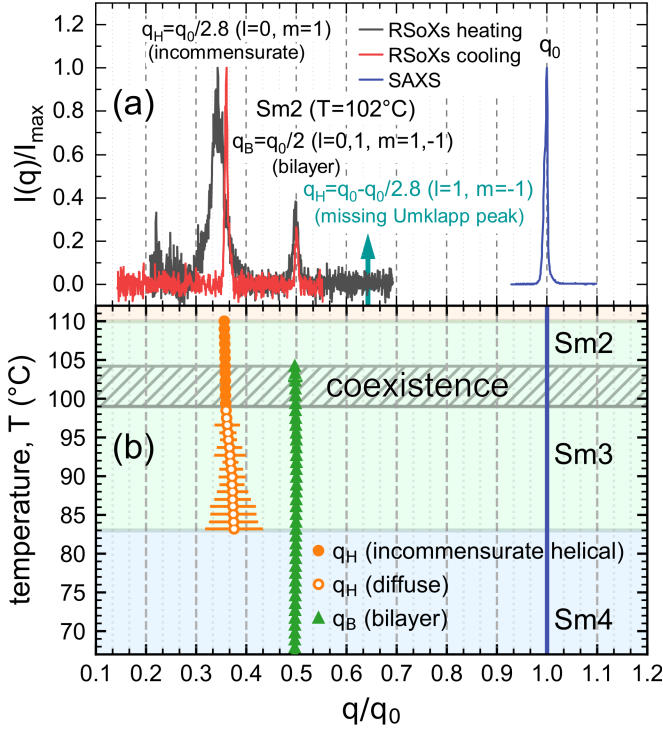 q_H=q_0/2.8 (l=0, m=1)
(incommensurate)
RSoXs heating
RSoXs cooling
SAXS
q_0
(a)
Sm2 (T=102°C)
q_B=q_0/2 (l=0,1, m=1,-1)
(bilayer)
q_H=q_0-q_0/2.8 (l=1, m=-1)
(missing Umklapp peak)
I(q)/I_max
1.0
0.8
0.6
0.4
0.2
0.0
110
105
100
95
90
85
80
75
70
temperature, T (°C)
Sm2
coexistence
(b)
Sm3
q_H (incommensurate helical)
q_H (diffuse)
q_B (bilayer)
Sm4
0.1 0.2 0.3 0.4 0.5 0.6 0.7 0.8 0.9 1.0 1.1 1.2
q/q_0